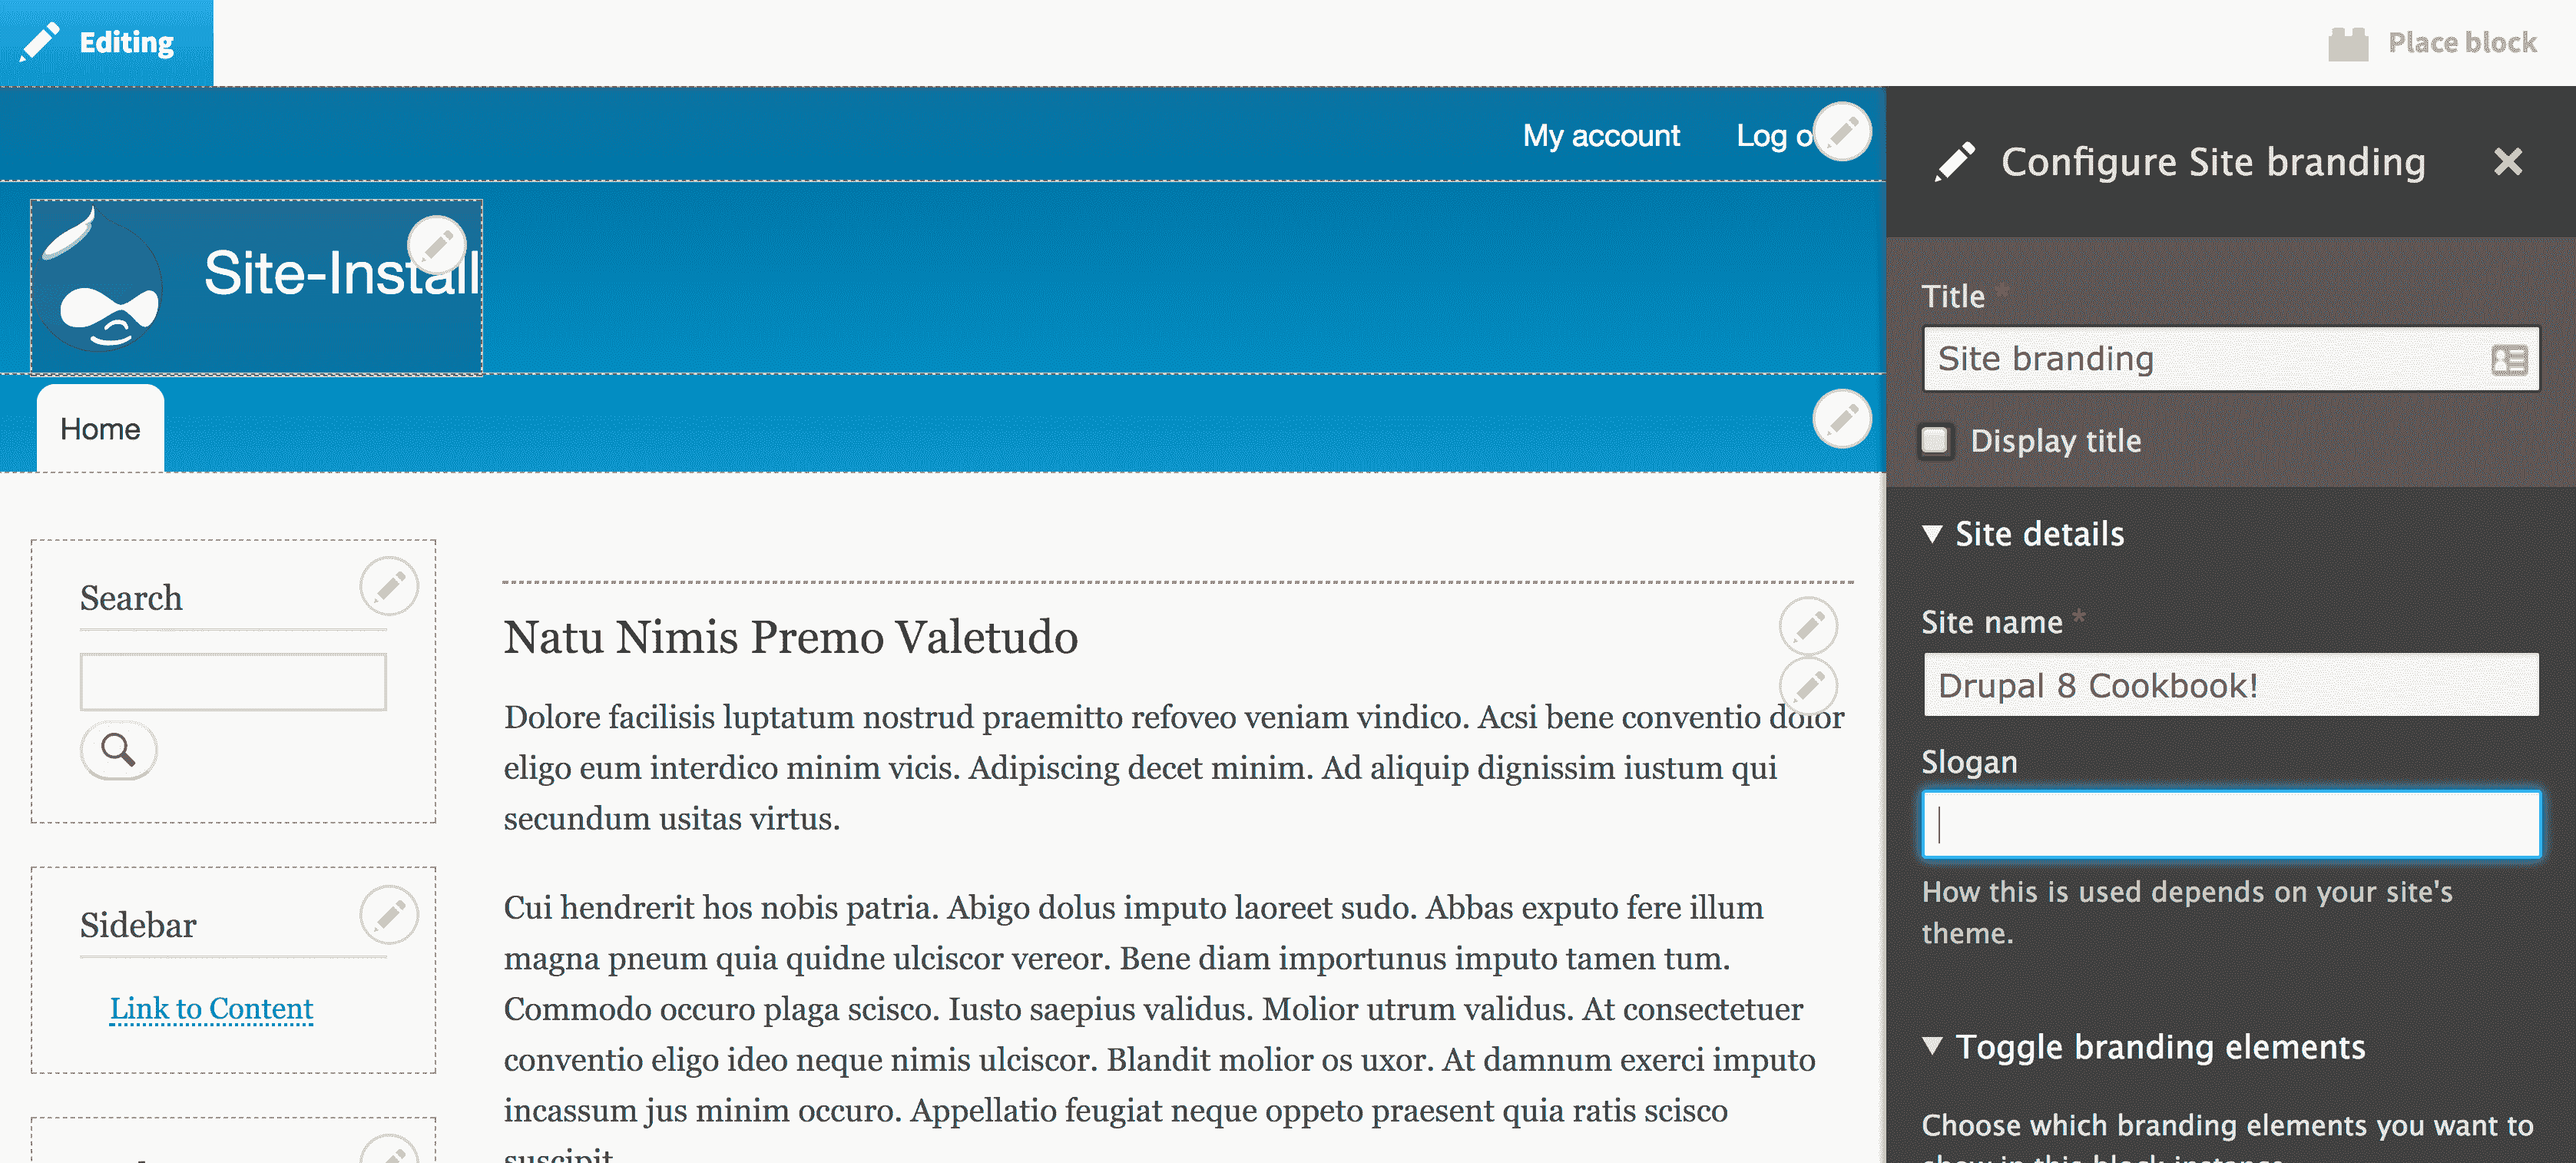 Editing
Place block
My account
Log o
Site-Install
Home
Search
Sidebar
Link to Content
Natu Nimis Premo Valetudo
Dolore facilisis luptatum nostrud praemitto refoveo veniam vindico. Acsi bene conventio dolor
eligo eum interdico minim vicis. Adipiscing decet minim. Ad aliquip dignissim iustum qui
secundum usitas virtus.
Cui hendrerit hos nobis patria. Abigo dolus imputo laoreet sudo. Abbas exputo fere illum
magna pneum quia quidne ulciscor vereor. Bene diam importunus imputo tamen tum.
Commodo occuro plaga scisco. Iusto saepius validus. Molior utrum validus. At consectetuer
conventio eligo ideo neque nimis ulciscor. Blandit molior os uxor. At damnum exerci imputo
incassum jus minim occuro. Appellatio feugiat neque oppeto praesent quia ratis scisco
suscipit
Configure Site branding
Title *
Site branding
Display title
Site details
Site name *
Drupal 8 Cookbook!
Slogan
How this is used depends on your site's
theme.
Toggle branding elements
Choose which branding elements you want to
show in this block instance